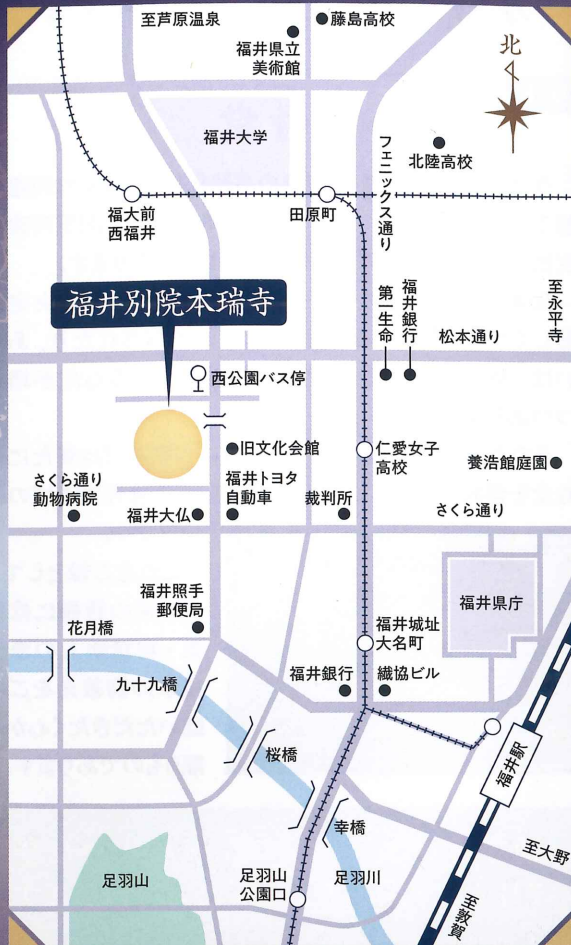 至芦原温泉
藤島高校
福井県立
美術館
北
福井大学
北陸高校
フェニックス通り
福大前
西福井
田原町
福井別院本瑞寺
第一生命
福井銀行
松本通り
至永平寺
西公園バス停
旧文化会館
仁愛女子
高校
養浩館庭園
さくら通り
動物病院
福井大仏
福井トヨタ
自動車
裁判所
さくら通り
福井照手
郵便局
福井県庁
花月橋
福井城址
大名町
九十九橋
福井銀行
繊協ビル
桜橋
福井駅
幸橋
至大野
足羽山
足羽山
公園口
足羽川
至敦賀